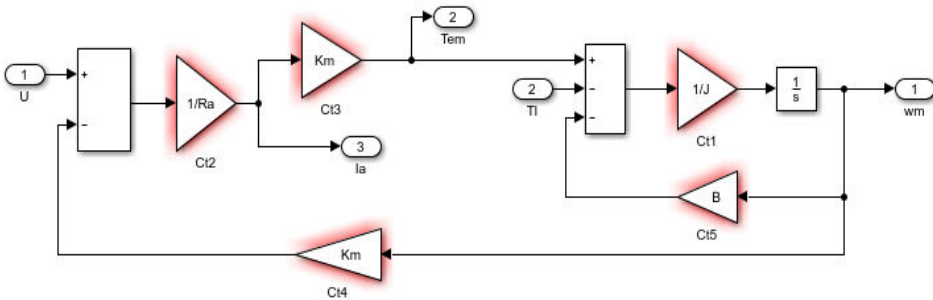 2
Tem
1
U
+
−
1/Ra
Ct2
Km
Ct3
3
Ia
2
Tl
+
−
−
1/J
Ct1
1
s
1
wm
B
Ct5
Km
Ct4